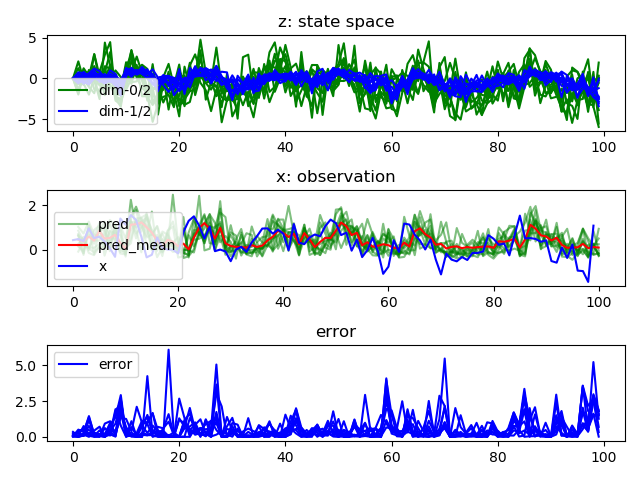 z: state space
5
0
−5
dim-0/2
dim-1/2
0 20 40 60 80 100
x: observation
2
0
pred
pred_mean
x
0 20 40 60 80 100
error
5.0
2.5
0.0
error
0 20 40 60 80 100